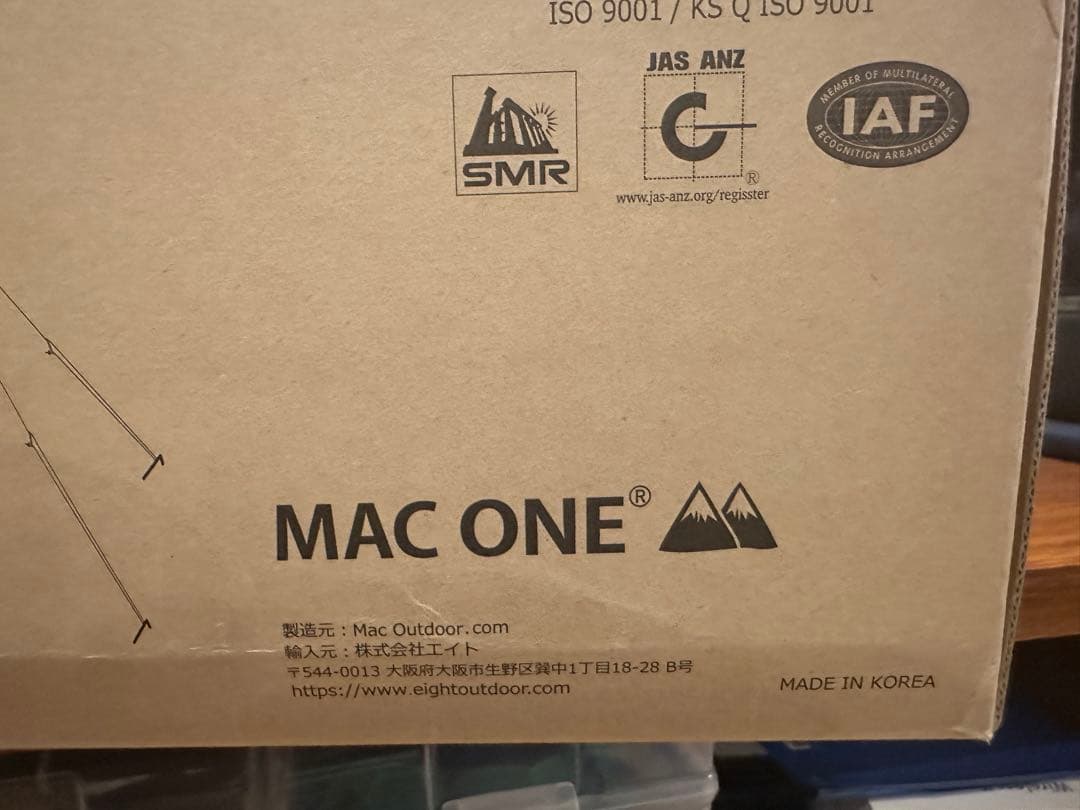 ISO 9001 / KS Q ISO 9001
SMR
JAS ANZ
®
www.jas-anz.org/regisster
MEMBER OF MULTILATERAL
IAF
RECOGNITION ARRANGEMENT
MAC ONE®
製造元：Mac Outdoor.com
輸入元：株式会社エイト
〒544-0013 大阪府大阪市生野区巽中1丁目18-28 B号
https://www.eightoutdoor.com
MADE IN KOREA